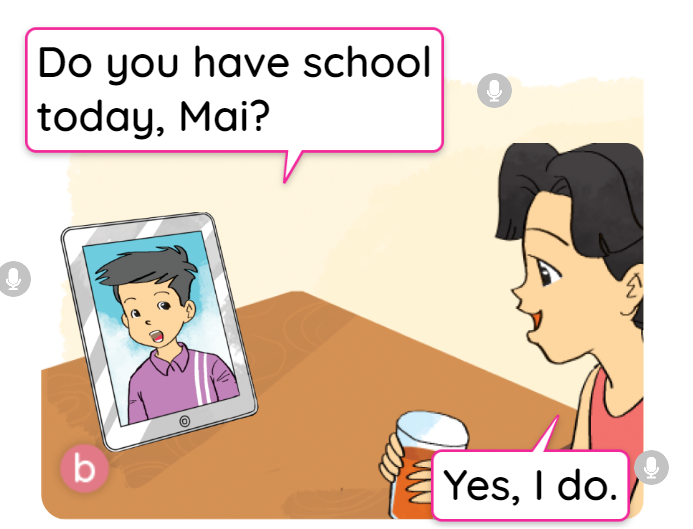 Do you have school
today, Mai?
b
Yes, I do.